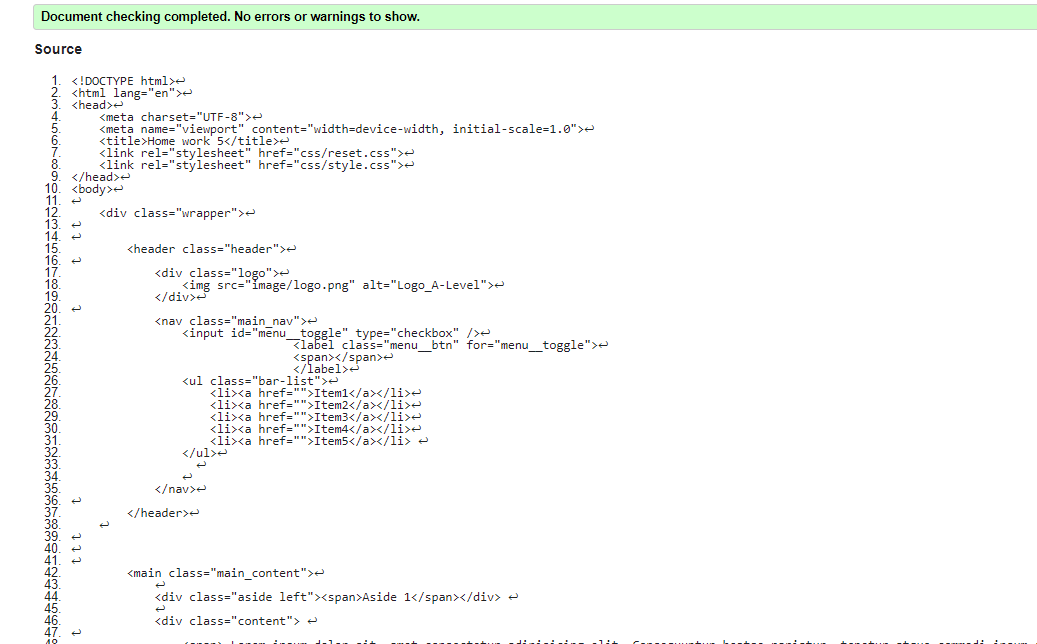 Document checking completed. No errors or warnings to show.
Source
1. <!DOCTYPE html>↩
2. <html lang="en">↩
3. <head>↩
4. <meta charset="UTF-8">↩
5. <meta name="viewport" content="width=device-width, initial-scale=1.0">↩
6. <title>Home work 5</title>↩
7. <link rel="stylesheet" href="css/reset.css">↩
8. <link rel="stylesheet" href="css/style.css">↩
9. </head>↩
10. <body>↩
11. ↩
12. <div class="wrapper">↩
13. ↩
14. ↩
15. <header class="header">↩
16. ↩
17. <div class="logo">↩
18. <img src="image/logo.png" alt="Logo_A-Level">↩
19. </div>↩
20. ↩
21. <nav class="main_nav">↩
22. <input id="menu__toggle" type="checkbox" />↩
23. <label class="menu__btn" for="menu__toggle">↩
24. <span></span>↩
25. </label>↩
26. <ul class="bar-list">↩
27. <li><a href="">Item1</a></li>↩
28. <li><a href="">Item2</a></li>↩
29. <li><a href="">Item3</a></li>↩
30. <li><a href="">Item4</a></li>↩
31. <li><a href="">Item5</a></li> ↩
32. </ul>↩
33. ↩
34. ↩
35. </nav>↩
36. ↩
37. </header>↩
38. ↩
39. ↩
40. ↩
41. ↩
42. <main class="main_content">↩
43. ↩
44. <div class="aside left"><span>Aside 1</span></div> ↩
45. ↩
46. <div class="content"> ↩
47. ↩